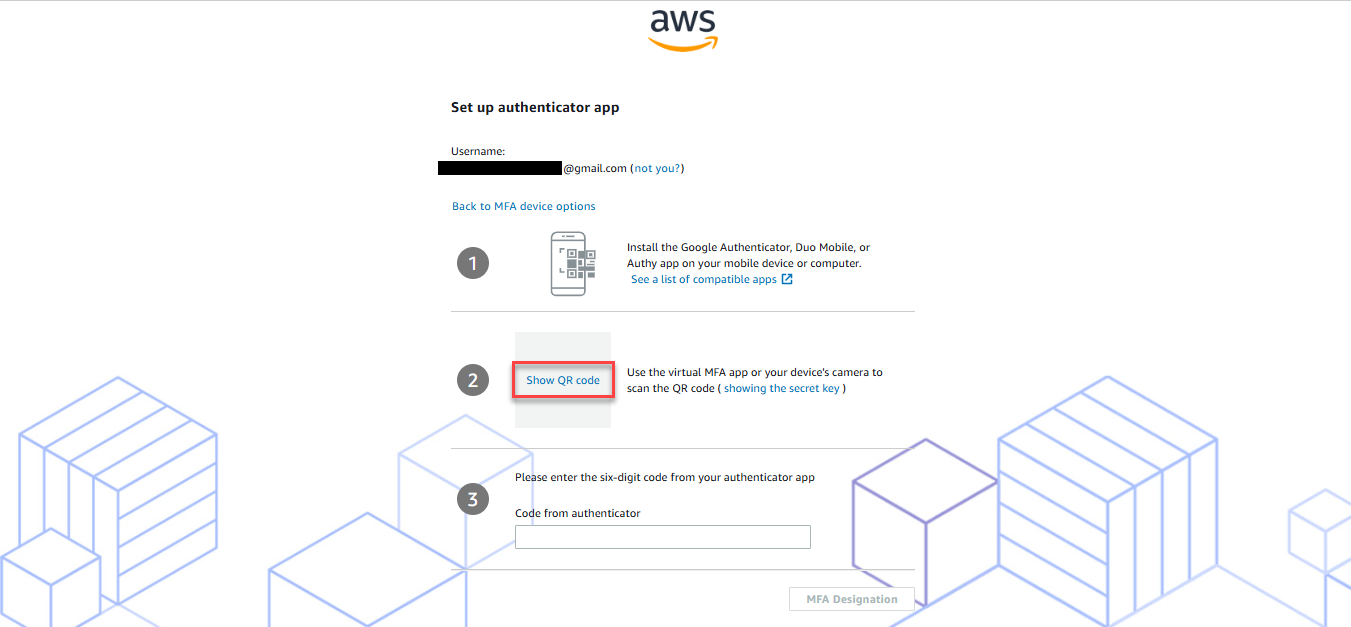 aws
Set up authenticator app
Username:
@gmail.com (not you?)
Back to MFA device options
1
Install the Google Authenticator, Duo Mobile, or
Authy app on your mobile device or computer.
See a list of compatible apps
2
Show QR code
Use the virtual MFA app or your device's camera to
scan the QR code ( showing the secret key )
3
Please enter the six-digit code from your authenticator app
Code from authenticator
MFA Designation